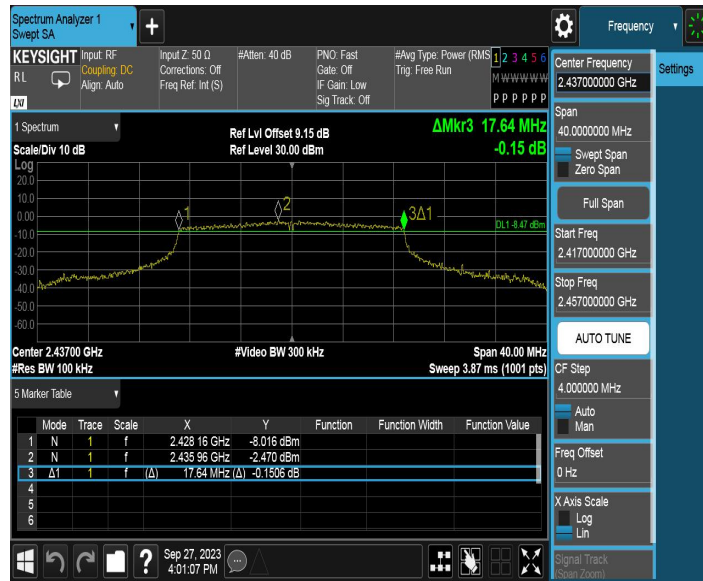 Spectrum Analyzer 1
Swept SA
+
Frequency
KEYSIGHT
RL
LXI
Input: RF
Coupling: DC
Align: Auto
Input Z: 50 Ω
Corrections: Off
Freq Ref: Int (S)
#Atten: 40 dB
PNO: Fast
Gate: Off
IF Gain: Low
Sig Track: Off
#Avg Type: Power (RMS
Trig: Free Run
1 2 3 4 5 6
M W W W W W
P P P P P P
1 Spectrum
Scale/Div 10 dB
Ref Lvl Offset 9.15 dB
Ref Level 30.00 dBm
ΔMkr3 17.64 MHz
-0.15 dB
Log
20.0
10.0
0.00
-10.0
-20.0
-30.0
-40.0
-50.0
-60.0
1
2
3Δ1
DL1 -8.47 dBm
Center 2.43700 GHz
#Video BW 300 kHz
Span 40.00 MHz
#Res BW 100 kHz
Sweep 3.87 ms (1001 pts)
5 Marker Table
Mode Trace Scale X Y Function Function Width Function Value
1 N 1 f 2.428 16 GHz -8.016 dBm
2 N 1 f 2.435 96 GHz -2.470 dBm
3 Δ1 1 f (Δ) 17.64 MHz (Δ) -0.1506 dB
4
5
6
?
Sep 27, 2023
4:01:07 PM
Center Frequency
2.437000000 GHz
Settings
Span
40.0000000 MHz
Swept Span
Zero Span
Full Span
Start Freq
2.417000000 GHz
Stop Freq
2.457000000 GHz
AUTO TUNE
CF Step
4.000000 MHz
Auto
Man
Freq Offset
0 Hz
X Axis Scale
Log
Lin
Signal Track
(Span Zoom)